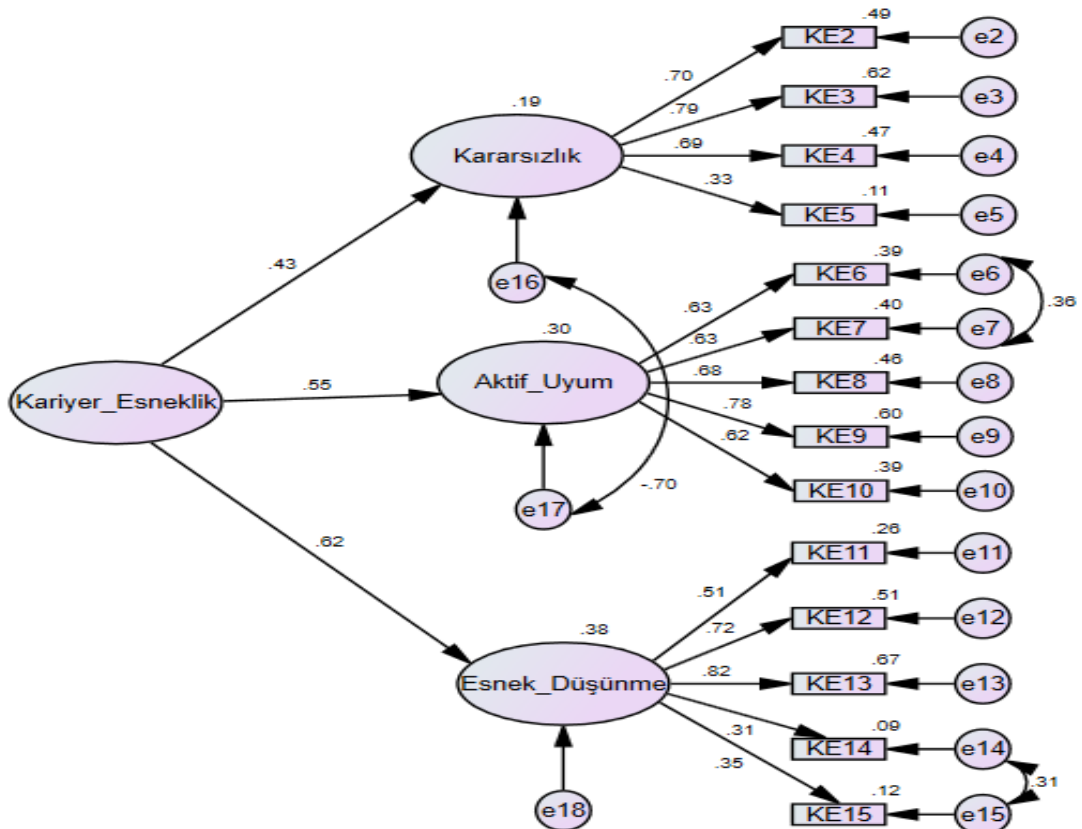 .49
KE2
e2
.70
.62
KE3
e3
.79
.19
Kararsızlık
.47
KE4
e4
.69
.33
.11
KE5
e5
.43
e16
.39
KE6
e6
.63
.36
.40
KE7
e7
.63
.30
Aktif_Uyum
.46
KE8
e8
.68
.55
Kariyer_Esneklik
.78
.60
KE9
e9
.62
.39
KE10
e10
-.70
e17
.26
KE11
e11
.51
.62
.51
KE12
e12
.72
.38
Esnek_Düşünme
.67
KE13
e13
.82
.09
KE14
e14
.31
.31
.35
.12
KE15
e15
e18